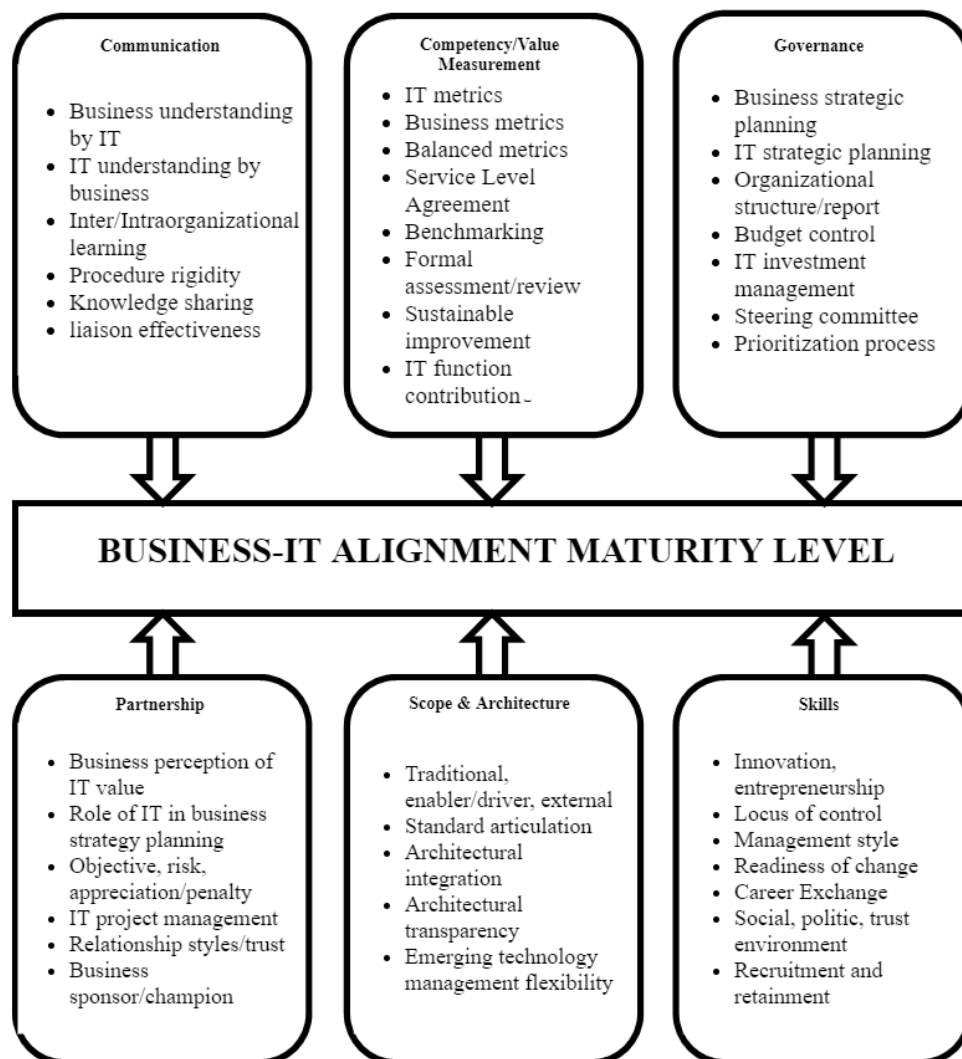 Communication
• Business understanding
by IT
• IT understanding by
business
• Inter/Intraorganizational
learning
• Procedure rigidity
• Knowledge sharing
• liaison effectiveness
Competency/Value
Measurement
• IT metrics
• Business metrics
• Balanced metrics
• Service Level
Agreement
• Benchmarking
• Formal
assessment/review
• Sustainable
improvement
• IT function
contribution
Governance
• Business strategic
planning
• IT strategic planning
• Organizational
structure/report
• Budget control
• IT investment
management
• Steering committee
• Prioritization process
BUSINESS-IT ALIGNMENT MATURITY LEVEL
Partnership
• Business perception of
IT value
• Role of IT in business
strategy planning
• Objective, risk,
appreciation/penalty
• IT project management
• Relationship styles/trust
• Business
sponsor/champion
Scope & Architecture
• Traditional,
enabler/driver, external
• Standard articulation
• Architectural
integration
• Architectural
transparency
• Emerging technology
management flexibility
Skills
• Innovation,
entrepreneurship
• Locus of control
• Management style
• Readiness of change
• Career Exchange
• Social, politic, trust
environment
• Recruitment and
retainment